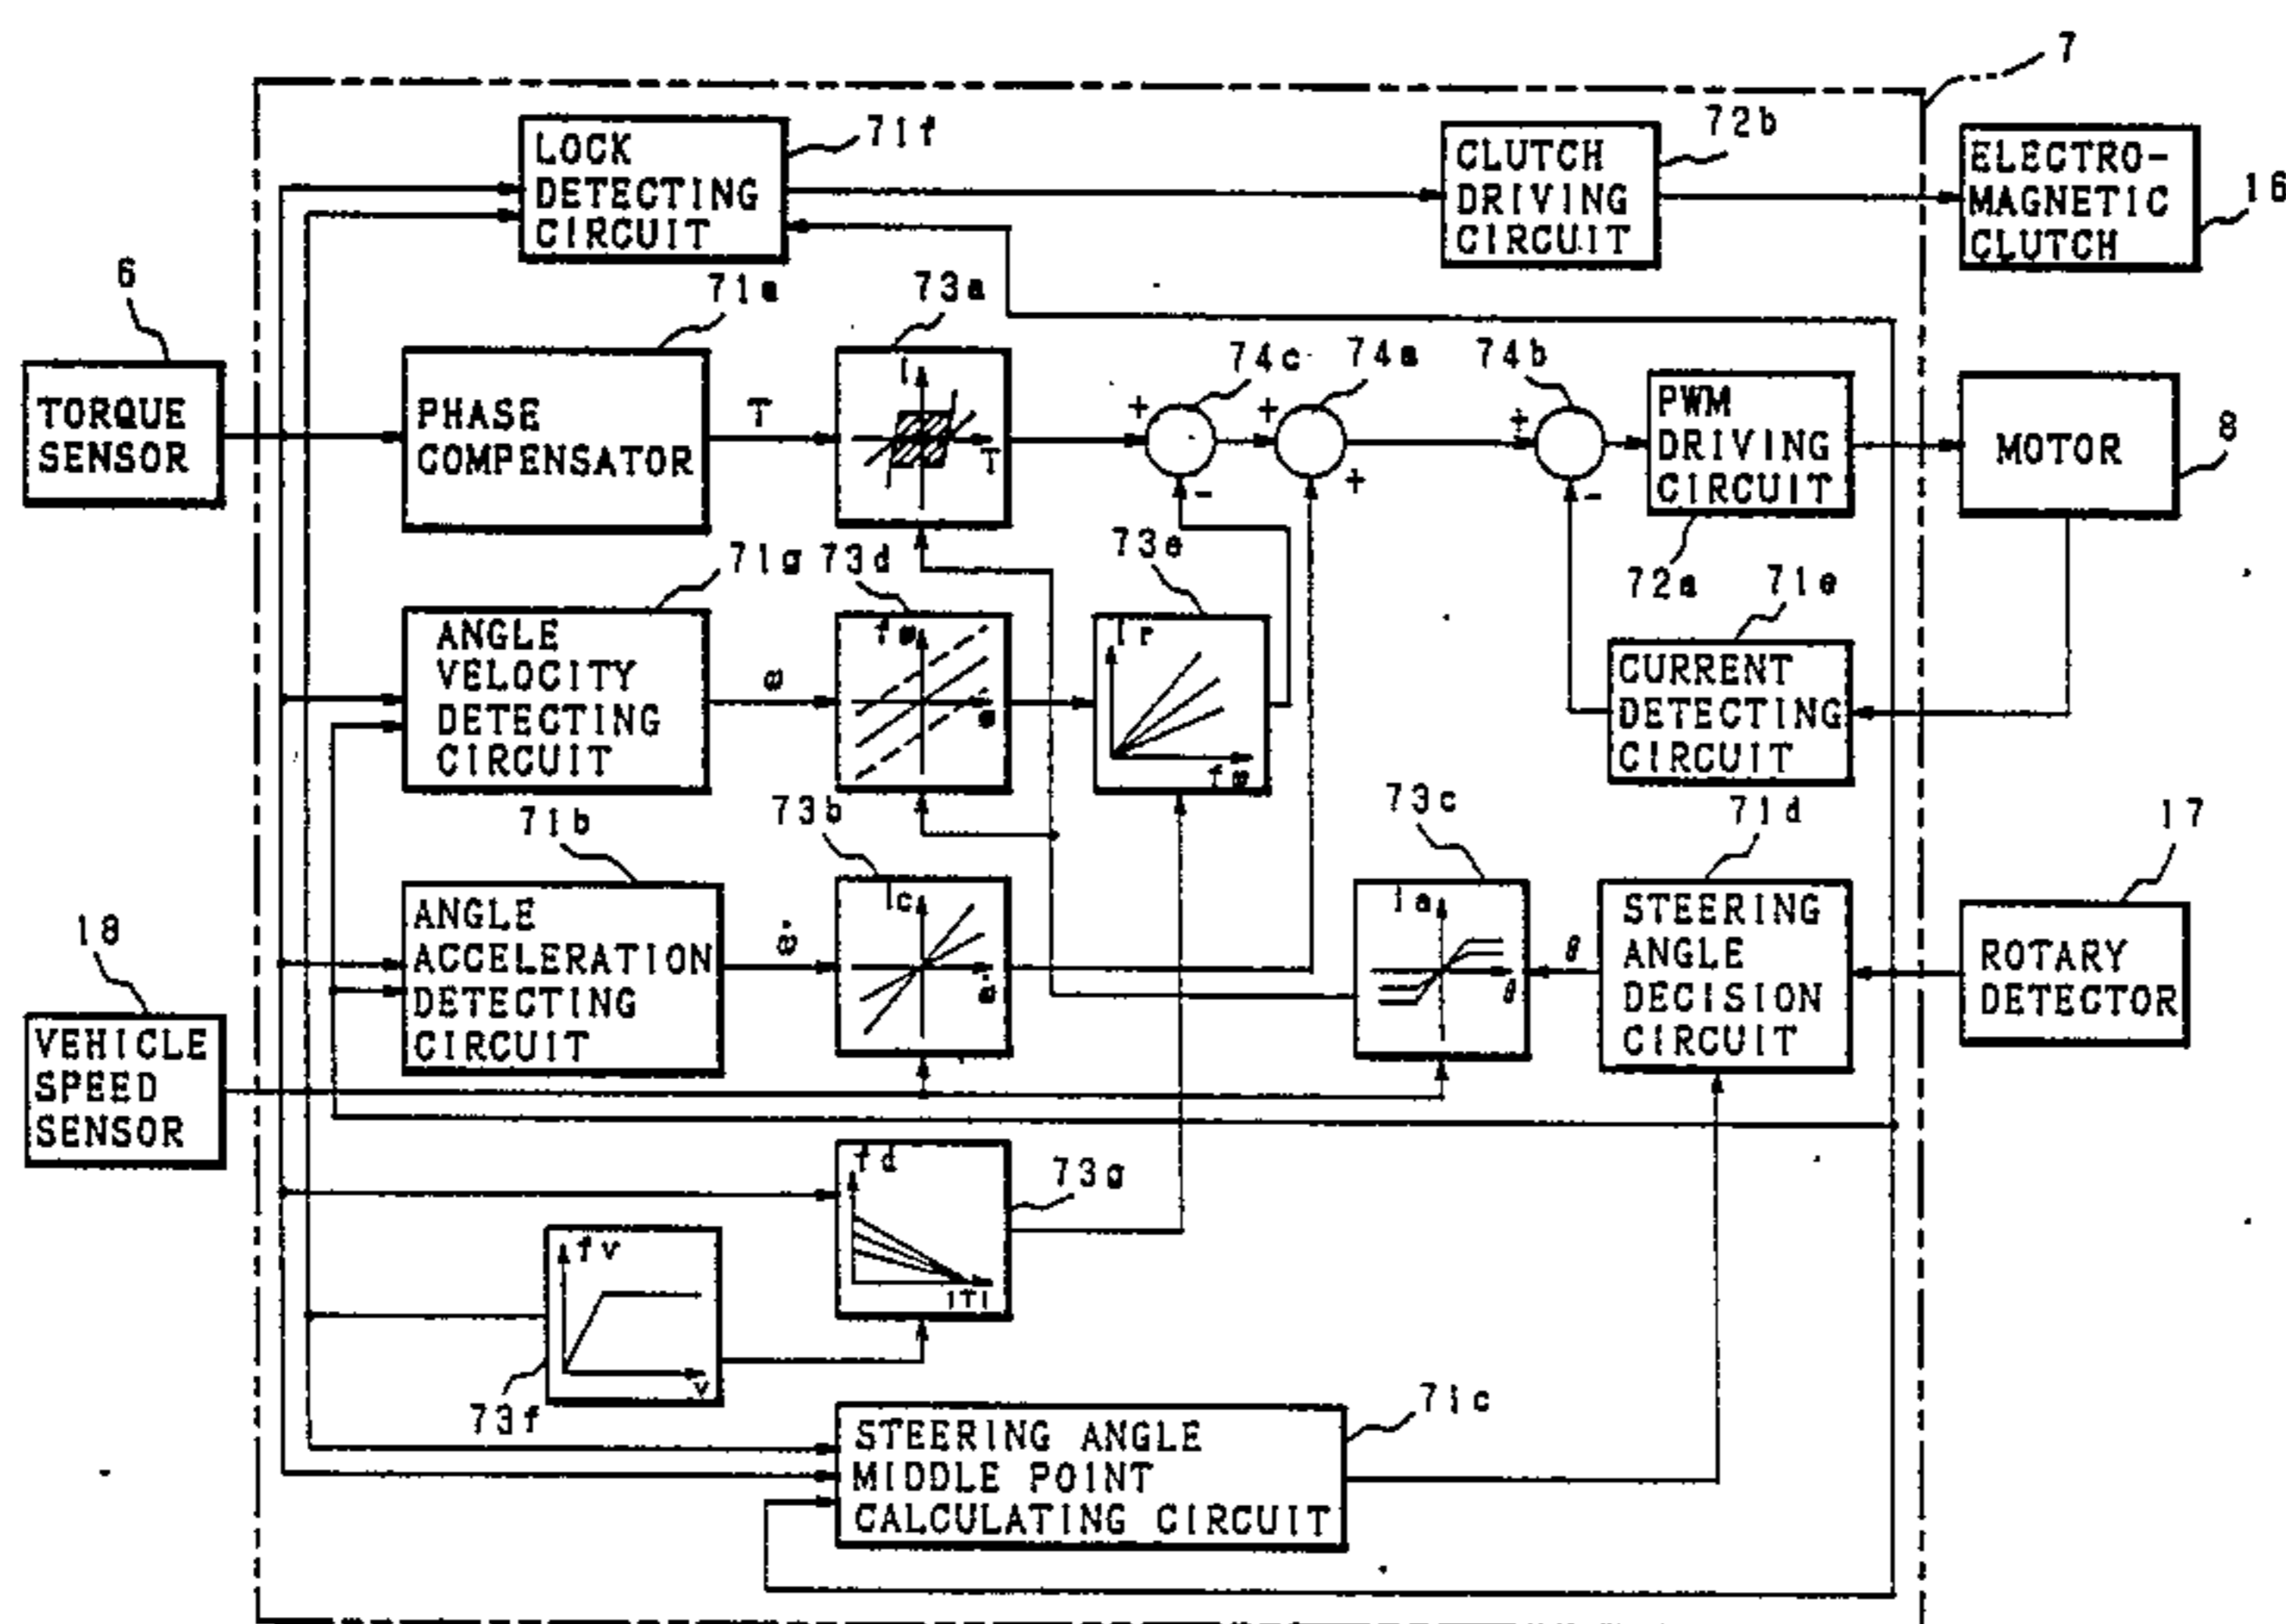 7
71f
LOCK
DETECTING
CIRCUIT
72b
CLUTCH
DRIVING
CIRCUIT
ELECTRO-
MAGNETIC
CLUTCH
16
6
TORQUE
SENSOR
71a
PHASE
COMPENSATOR
T
73a
I
T
+
-
74c
+
+
74a
+
-
74b
PWM
DRIVING
CIRCUIT
72a
MOTOR
8
71g
ANGLE
VELOCITY
DETECTING
CIRCUIT
ω
73d
73e
Ir
71e
CURRENT
DETECTING
CIRCUIT
71b
ANGLE
ACCELERATION
DETECTING
CIRCUIT
ω̇
73b
Ic
ω̇
73c
Ia
θ
θ
71d
STEERING
ANGLE
DECISION
CIRCUIT
17
ROTARY
DETECTOR
18
VEHICLE
SPEED
SENSOR
fd
|T|
73g
fv
v
73f
71c
STEERING ANGLE
MIDDLE POINT
CALCULATING CIRCUIT